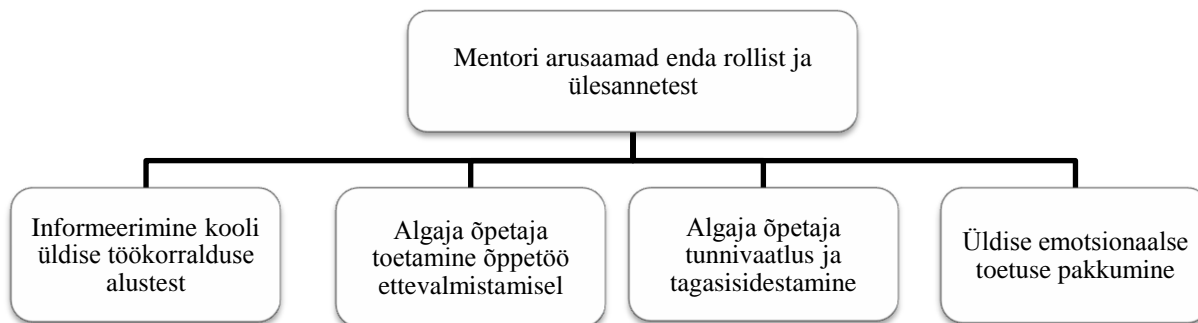 Mentori arusaamad enda rollist ja
ülesannetest
Informeerimine kooli
üldise töökorralduse
alustest
Algaja õpetaja
toetamine õppetöö
ettevalmistamisel
Algaja õpetaja
tunnivaatlus ja
tagasisidestamine
Üldise emotsionaalse
toetuse pakkumine